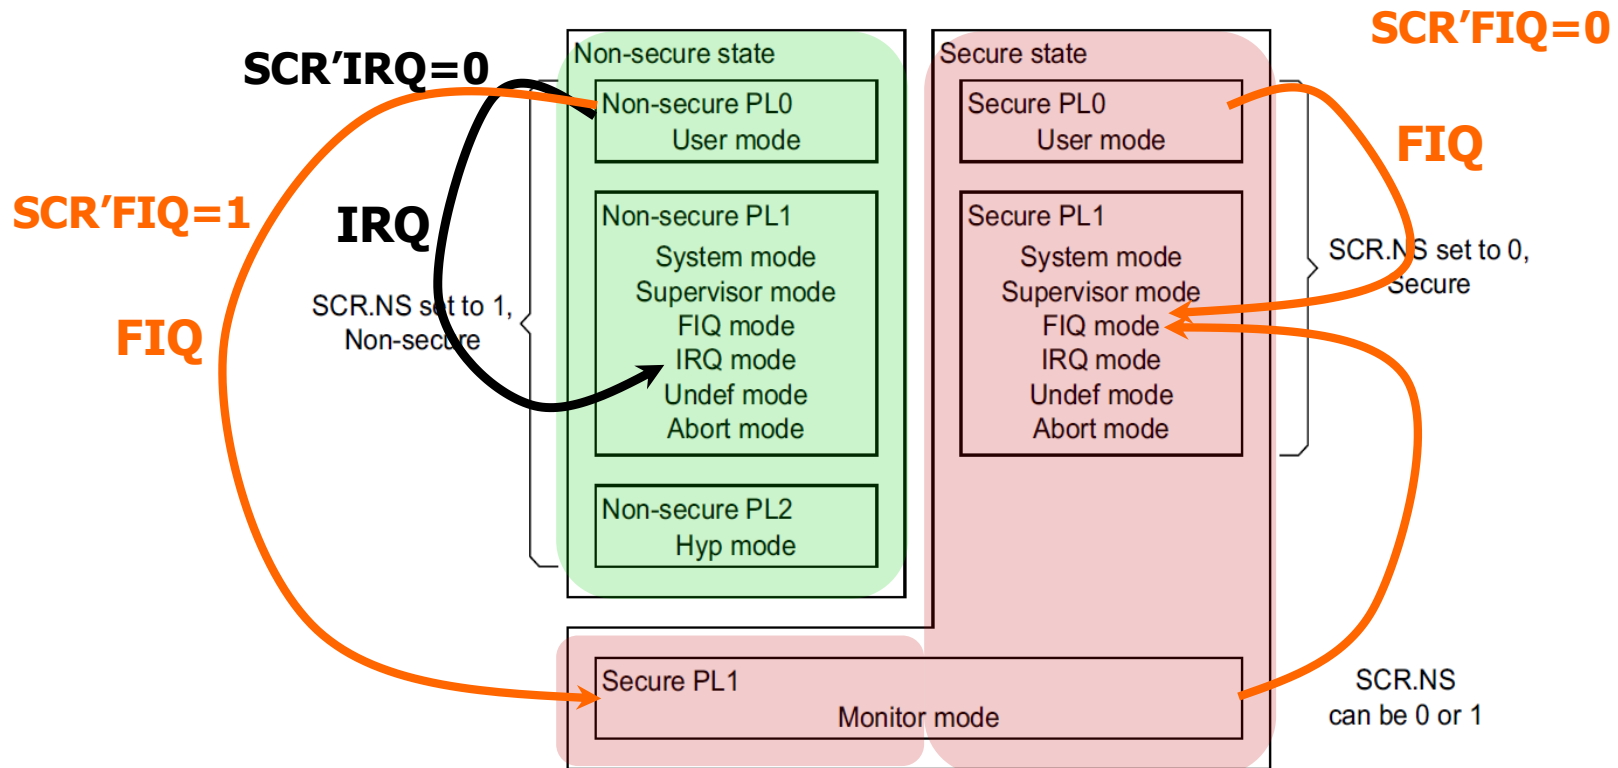 SCR'FIQ=0
SCR'IRQ=0
Non-secure state
Secure state
Non-secure PL0
User mode
Secure PL0
User mode
FIQ
SCR'FIQ=1
IRQ
Non-secure PL1
System mode
Supervisor mode
FIQ mode
IRQ mode
Undef mode
Abort mode
Secure PL1
System mode
Supervisor mode
FIQ mode
IRQ mode
Undef mode
Abort mode
SCR.NS set to 0,
Secure
SCR.NS set to 1,
Non-secure
FIQ
Non-secure PL2
Hyp mode
Secure PL1
Monitor mode
SCR.NS
can be 0 or 1